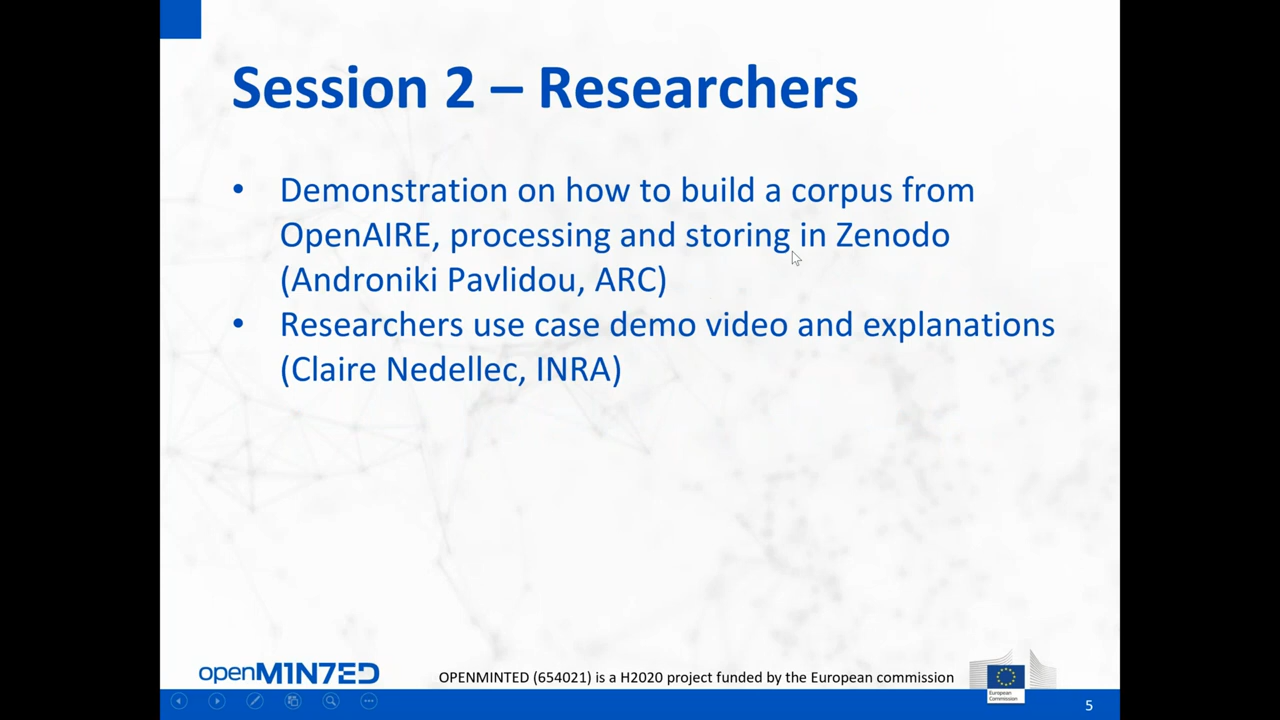 Session 2 – Researchers
• Demonstration on how to build a corpus from
OpenAIRE, processing and storing in Zenodo
(Androniki Pavlidou, ARC)
• Researchers use case demo video and explanations
(Claire Nedellec, INRA)
openM1N7ED
OPENMINTED (654021) is a H2020 project funded by the European commission
European
Commission
5